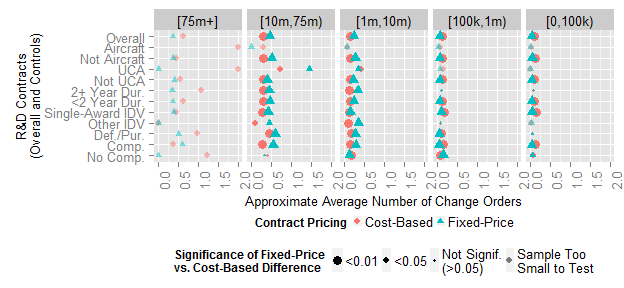 [75m+] [10m,75m) [1m,10m) [100k,1m) [0,100k)
R&D Contracts
(Overall and Controls)
Overall
Aircraft
Not Aircraft
UCA
Not UCA
2+ Year Dur.
<2 Year Dur.
Single-Award IDV
Other IDV
Def./Pur.
Comp.
No Comp.
0.0 0.5 1.0 1.5 2.0 0.0 0.5 1.0 1.5 2.0 0.0 0.5 1.0 1.5 2.0 0.0 0.5 1.0 1.5 2.0 0.0 0.5 1.0 1.5 2.0
Approximate Average Number of Change Orders
Contract Pricing Cost-Based Fixed-Price
Significance of Fixed-Price
vs. Cost-Based Difference
<0.01 <0.05 Not Signif.
(>0.05)
Sample Too
Small to Test